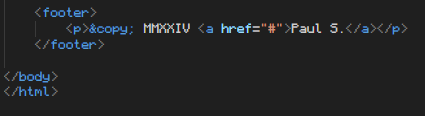 <footer>
<p>&copy; MMXXIV <a href="#">Paul S.</a></p>
</footer>
</body>
</html>